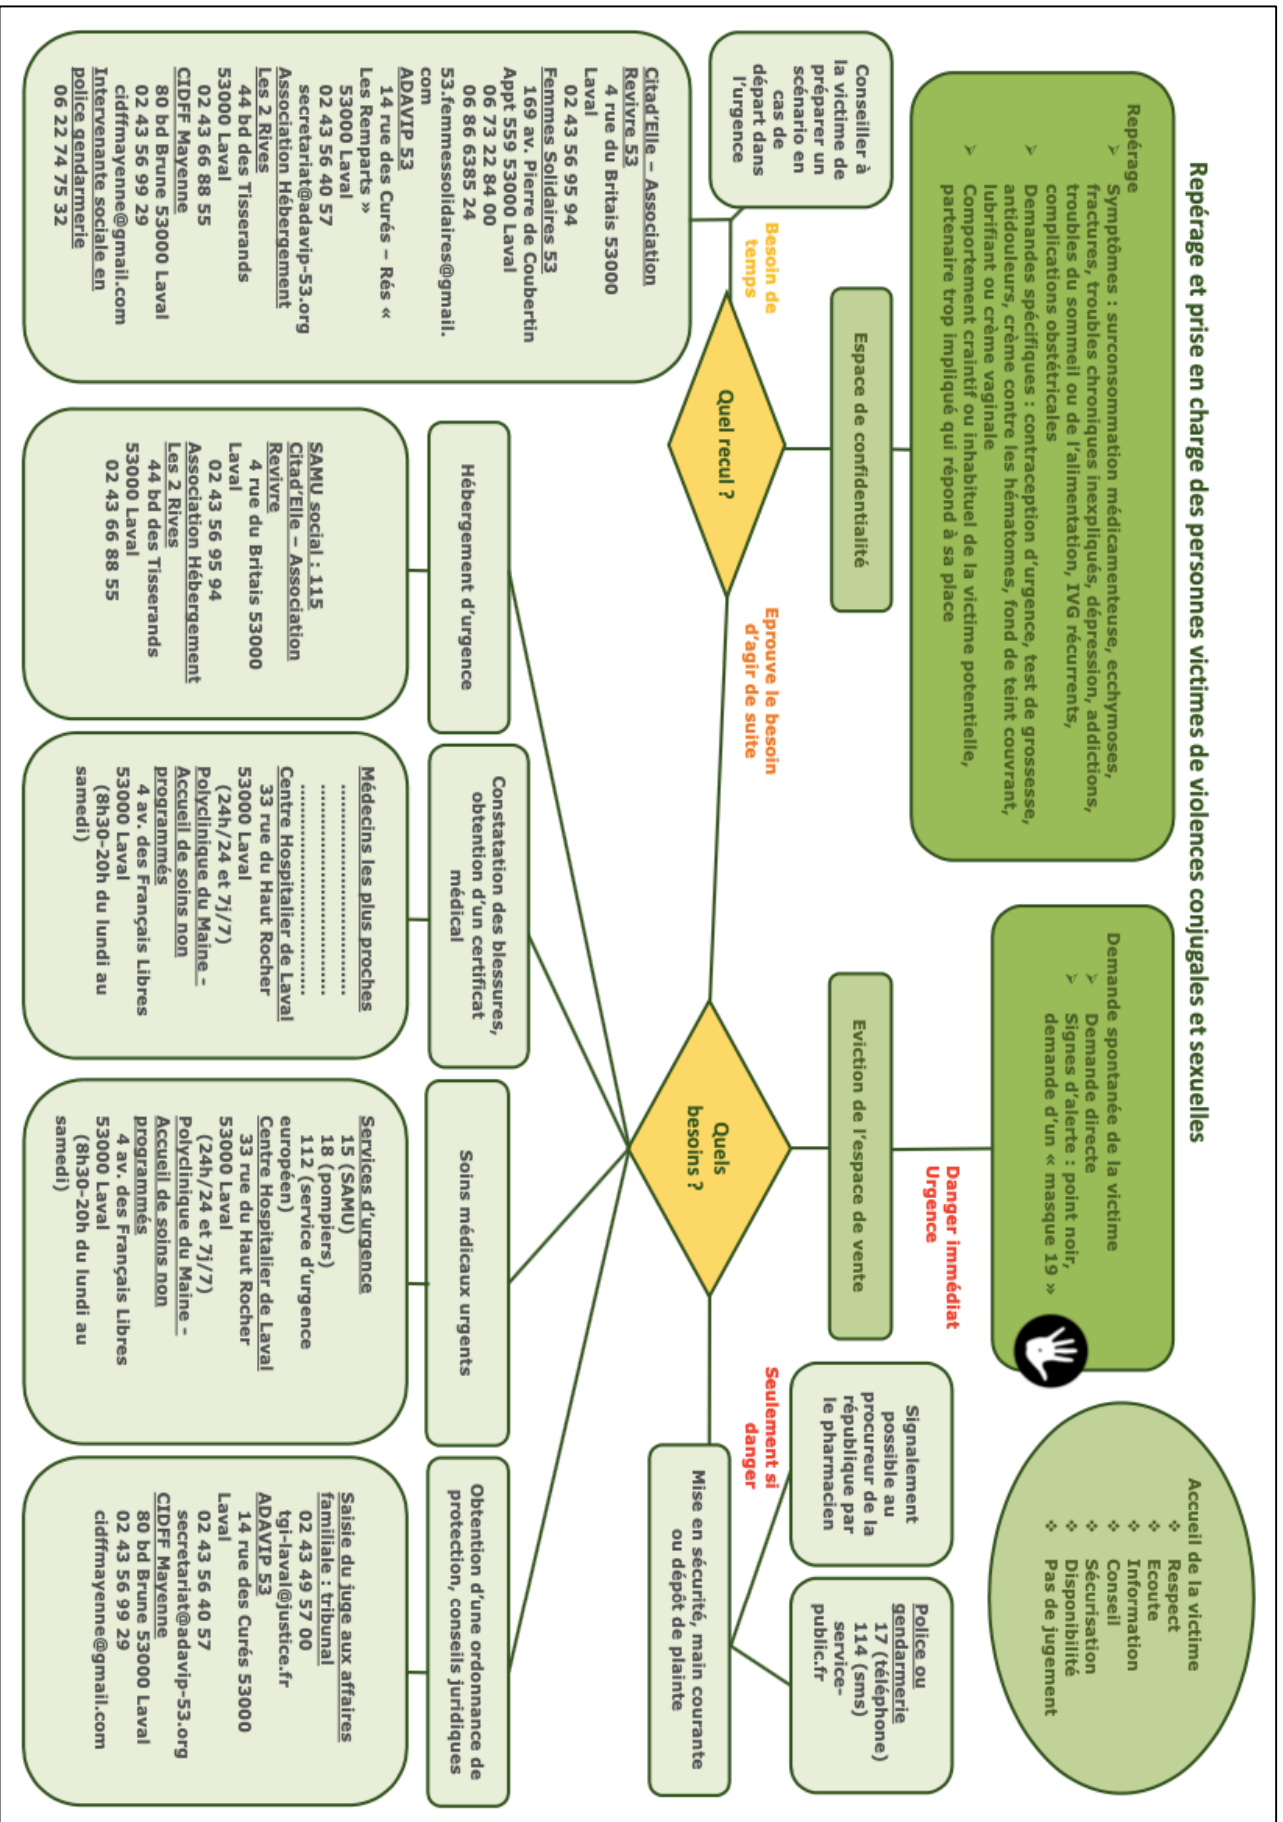 Repérage et prise en charge des personnes victimes de violences conjugales et sexuelles
Repérage
➢ Symptômes : surconsommation médicamenteuse, ecchymoses,
fractures, troubles chroniques inexpliqués, dépression, addictions,
troubles du sommeil ou de l'alimentation, IVG récurrents,
complications obstétricales
➢ Demandes spécifiques : contraception d'urgence, test de grossesse,
antidouleurs, crème contre les hématomes, fond de teint couvrant,
lubrifiant ou crème vaginale
➢ Comportement craintif ou inhabituel de la victime potentielle,
partenaire trop impliqué qui répond à sa place
Demande spontanée de la victime
➢ Demande directe
➢ Signes d'alerte : point noir,
demande d'un « masque 19 »
Accueil de la victime
❖ Respect
❖ Ecoute
❖ Information
❖ Conseil
❖ Sécurisation
❖ Disponibilité
❖ Pas de jugement
Danger immédiat
Urgence
Conseiller à
la victime de
préparer un
scénario en
cas de
départ dans
l'urgence
Espace de confidentialité
Eviction de l'espace de vente
Signalement
possible au
procureur de la
république par
le pharmacien
Police ou
gendarmerie
17 (téléphone)
114 (sms)
service-
public.fr
Besoin de
temps
Quel recul ?
Eprouve le besoin
d'agir de suite
Quels
besoins ?
Seulement si
danger
Mise en sécurité, main courante
ou dépôt de plainte
Citad'Elle – Association
Revivre 53
4 rue du Britais 53000
Laval
02 43 56 95 94
Femmes Solidaires 53
169 av. Pierre de Coubertin
Appt 559 53000 Laval
06 73 22 84 00
06 86 6385 24
53.femmessolidaires@gmail.
com
ADAVIP 53
14 rue des Curés – Rés «
Les Remparts »
53000 Laval
02 43 56 40 57
secretariat@adavip-53.org
Association Hébergement
Les 2 Rives
44 bd des Tisserands
53000 Laval
02 43 66 88 55
CIDFF Mayenne
80 bd Brune 53000 Laval
02 43 56 99 29
cidffmayenne@gmail.com
Intervenante sociale en
police gendarmerie
06 22 74 75 32
Hébergement d'urgence
SAMU social : 115
Citad'Elle – Association
Revivre
4 rue du Britais 53000
Laval
02 43 56 95 94
Association Hébergement
Les 2 Rives
44 bd des Tisserands
53000 Laval
02 43 66 88 55
Constatation des blessures,
obtention d'un certificat
médical
Médecins les plus proches
................................
................................
................................
Centre Hospitalier de Laval
33 rue du Haut Rocher
53000 Laval
(24h/24 et 7j/7)
Polyclinique du Maine -
Accueil de soins non
programmés
4 av. des Français Libres
53000 Laval
(8h30-20h du lundi au
samedi)
Soins médicaux urgents
Services d'urgence
15 (SAMU)
18 (pompiers)
112 (service d'urgence
européen)
Centre Hospitalier de Laval
33 rue du Haut Rocher
53000 Laval
(24h/24 et 7j/7)
Polyclinique du Maine -
Accueil de soins non
programmés
4 av. des Français Libres
53000 Laval
(8h30-20h du lundi au
samedi)
Obtention d'une ordonnance de
protection, conseils juridiques
Saisie du juge aux affaires
familiale : tribunal
02 43 49 57 00
tgi-laval@justice.fr
ADAVIP 53
14 rue des Curés 53000
Laval
02 43 56 40 57
secretariat@adavip-53.org
CIDFF Mayenne
80 bd Brune 53000 Laval
02 43 56 99 29
cidffmayenne@gmail.com